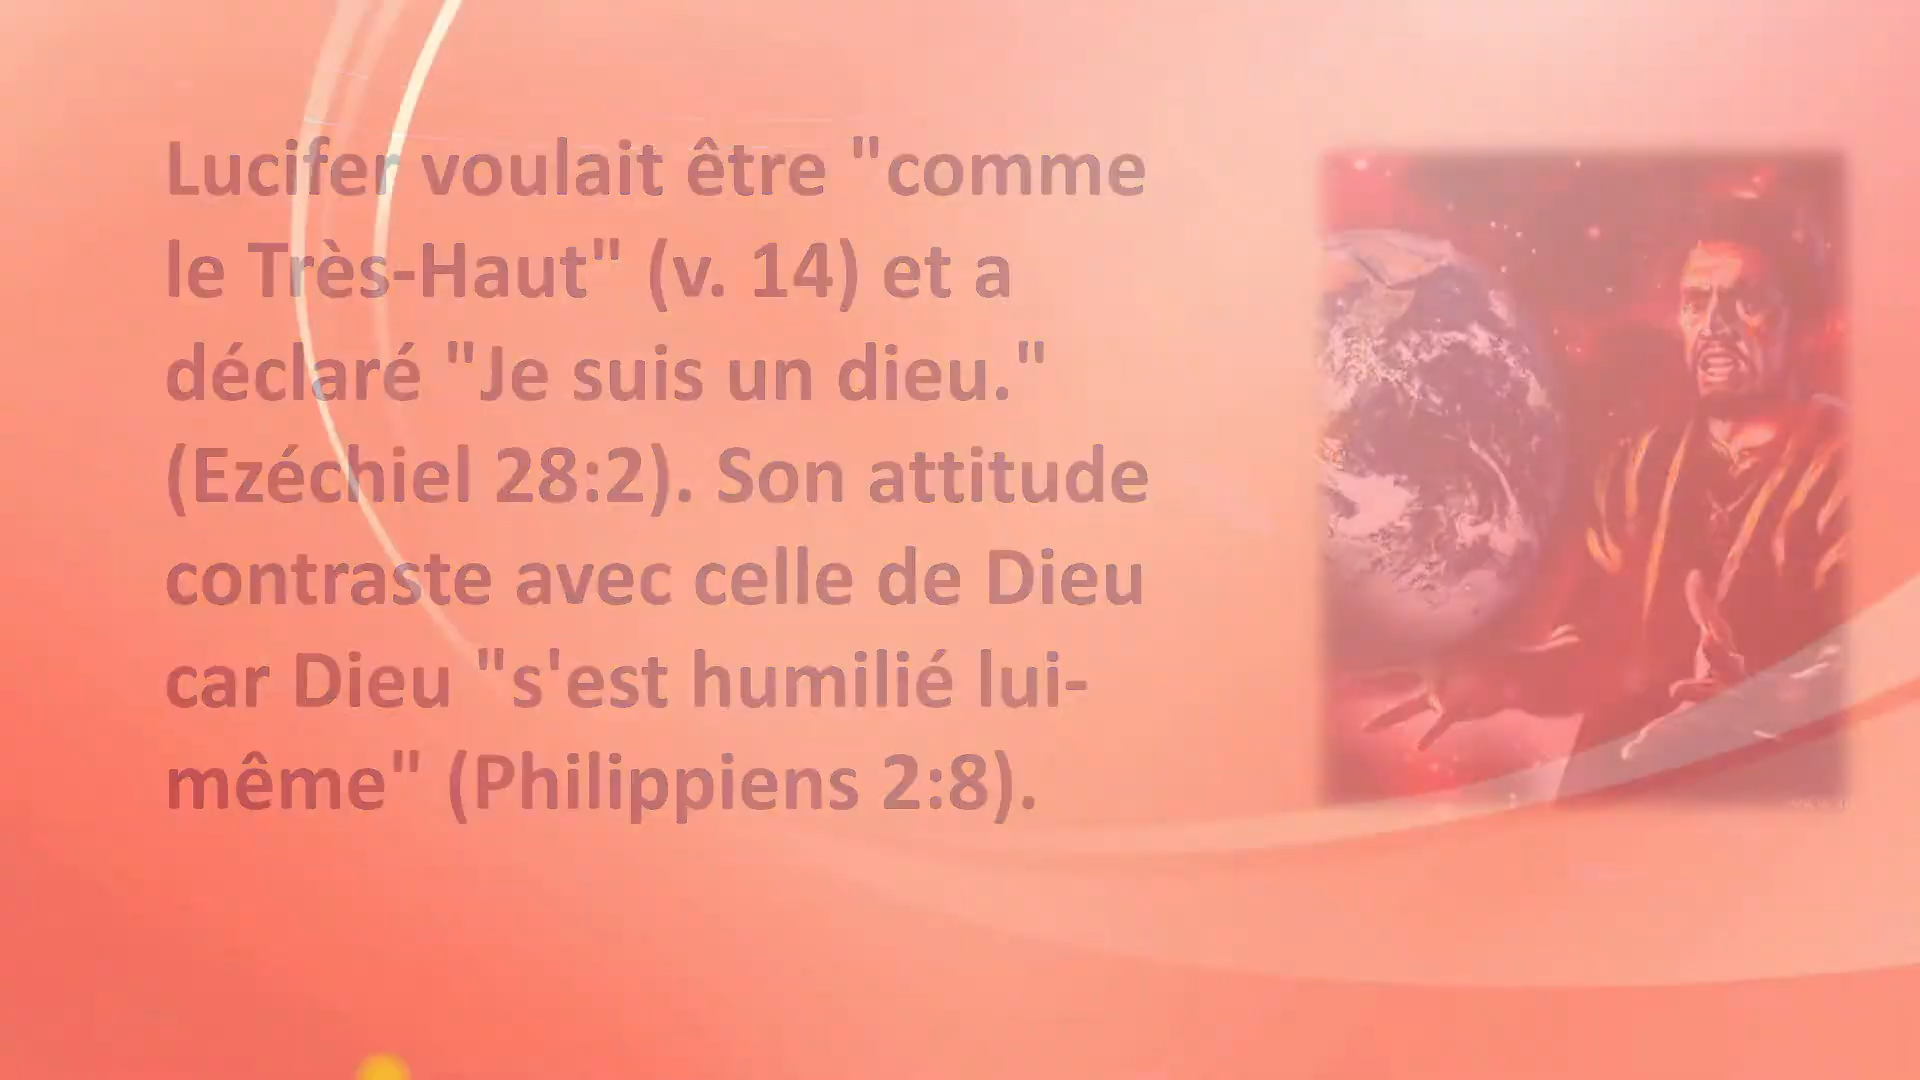 Lucifer voulait être "comme
le Très-Haut" (v. 14) et a
déclaré "Je suis un dieu."
(Ezéchiel 28:2). Son attitude
contraste avec celle de Dieu
car Dieu "s'est humilié lui-
même" (Philippiens 2:8).